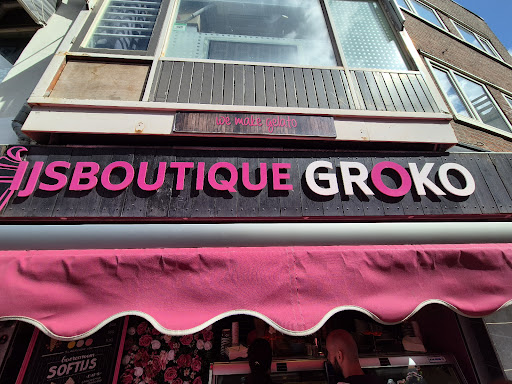 we make gelato
IJSBOUTIQUE GROKO
SOFTIJS